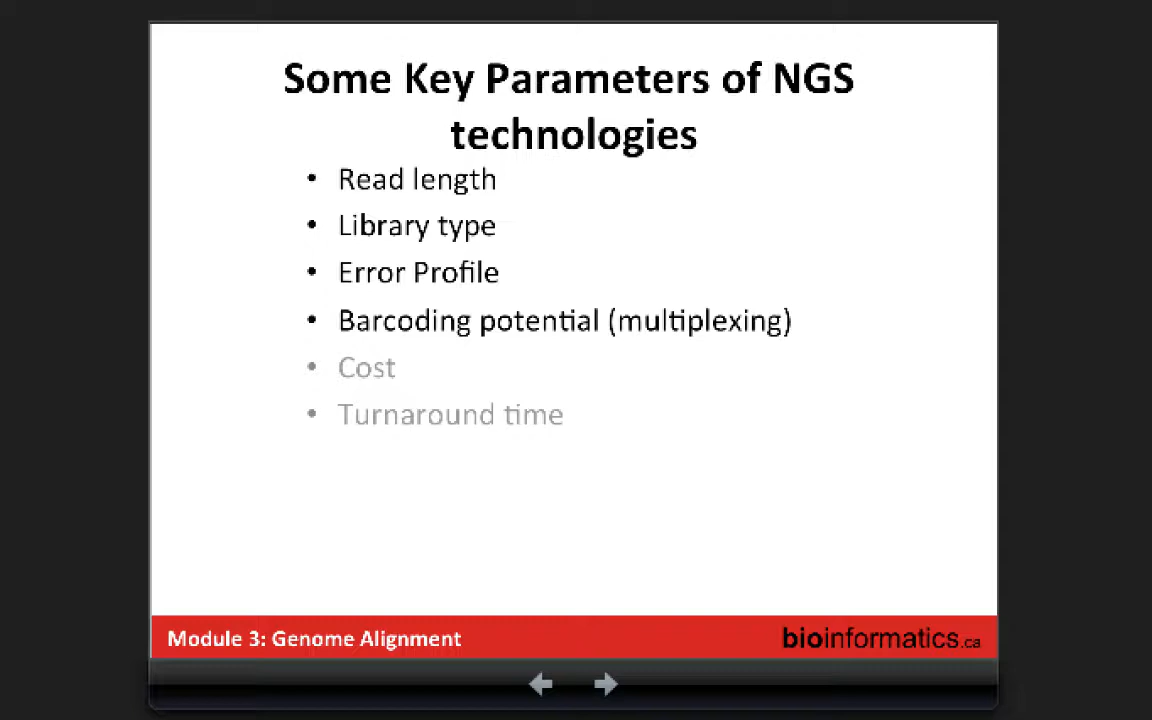 Some Key Parameters of NGS
technologies
• Read length
• Library type
• Error Profile
• Barcoding potential (multiplexing)
• Cost
• Turnaround time
Module 3: Genome Alignment
bioinformatics.ca